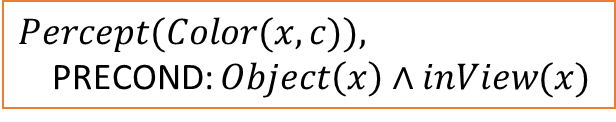 Percept(Color(x, c)),
PRECOND: Object(x) ∧ inView(x)